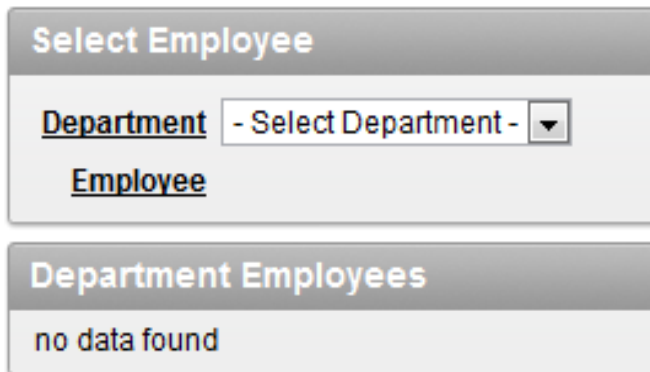 Select Employee
Department - Select Department -
Employee
Department Employees
no data found